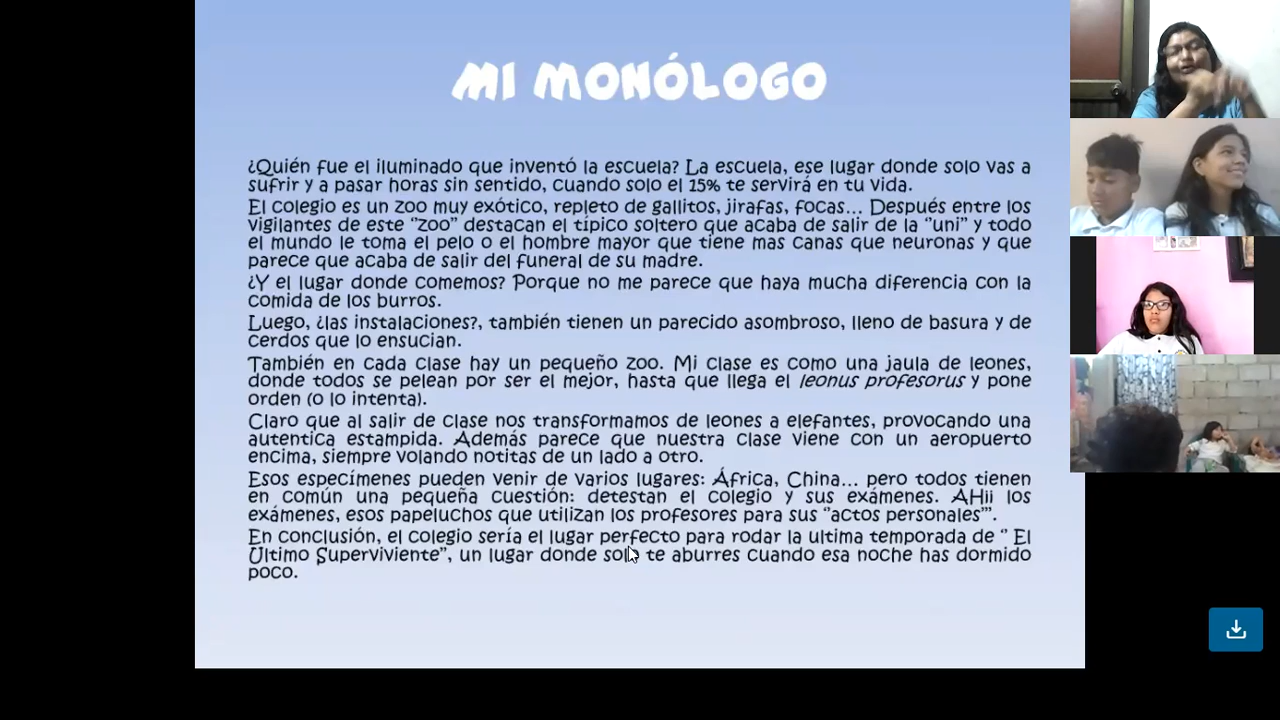 MI MONÓLOGO
¿Quién fue el iluminado que inventó la escuela? La escuela, ese lugar donde solo vas a
sufrir y a pasar horas sin sentido, cuando solo el 15% te servirá en tu vida.
El colegio es un zoo muy exótico, repleto de gallitos, jirafas, focas... Después entre los
vigilantes de este "zoo" destacan el típico soltero que acaba de salir de la "uni" y todo
el mundo le toma el pelo o el hombre mayor que tiene mas canas que neuronas y que
parece que acaba de salir del funeral de su madre.
¿Y el lugar donde comemos? Porque no me parece que haya mucha diferencia con la
comida de los burros.
Luego, ¿las instalaciones?, también tienen un parecido asombroso, lleno de basura y de
cerdos que lo ensucian.
También en cada clase hay un pequeño zoo. Mi clase es como una jaula de leones,
donde todos se pelean por ser el mejor, hasta que llega el leonus profesorus y pone
orden (o lo intenta).
Claro que al salir de clase nos transformamos de leones a elefantes, provocando una
autentica estampida. Además parece que nuestra clase viene con un aeropuerto
encima, siempre volando notitas de un lado a otro.
Esos especímenes pueden venir de varios lugares: África, China... pero todos tienen
en común una pequeña cuestión: detestan el colegio y sus exámenes. AHii los
exámenes, esos papeluchos que utilizan los profesores para sus "actos personales"'.
En conclusión, el colegio sería el lugar perfecto para rodar la ultima temporada de " El
Último Superviviente", un lugar donde solo te aburres cuando esa noche has dormido
poco.